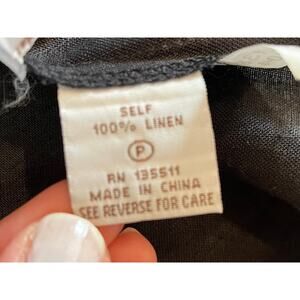 SELF
100% LINEN
P
RN 135511
MADE IN CHINA
SEE REVERSE FOR CARE